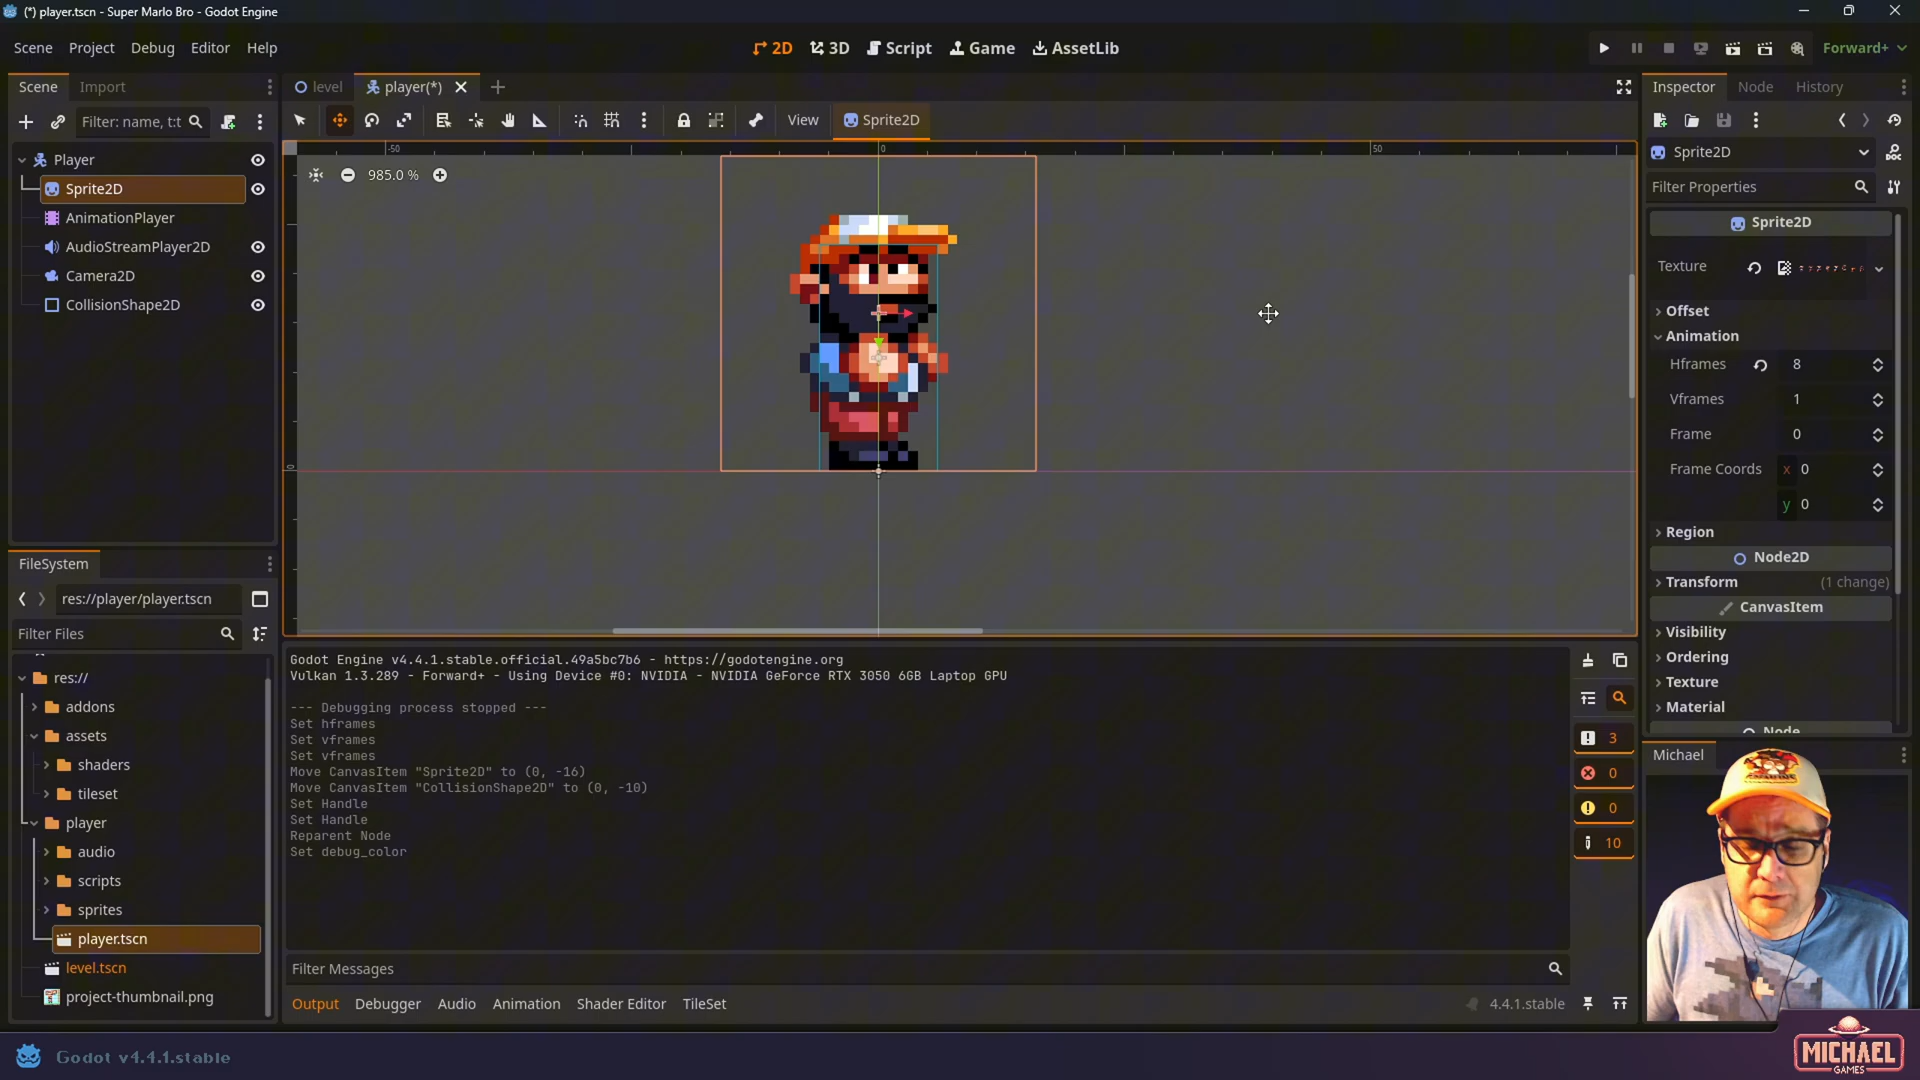 (*) player.tscn - Super Marlo Bro - Godot Engine
Scene Project Debug Editor Help
2D 3D Script Game AssetLib
Forward+
Scene Import
Filter: name, t:t
Player
Sprite2D
AnimationPlayer
AudioStreamPlayer2D
Camera2D
CollisionShape2D
FileSystem
res://player/player.tscn
Filter Files
res://
addons
assets
shaders
tileset
player
audio
scripts
sprites
player.tscn
level.tscn
project-thumbnail.png
level player(*)
View Sprite2D
-50 0 50
985.0 %
0
Godot Engine v4.4.1.stable.official.49a5bc7b6 - https://godotengine.org
Vulkan 1.3.289 - Forward+ - Using Device #0: NVIDIA - NVIDIA GeForce RTX 3050 6GB Laptop GPU
--- Debugging process stopped ---
Set hframes
Set vframes
Set vframes
Move CanvasItem "Sprite2D" to (0, -16)
Move CanvasItem "CollisionShape2D" to (0, -10)
Set Handle
Set Handle
Reparent Node
Set debug_color
3
0
0
10
Filter Messages
Output Debugger Audio Animation Shader Editor TileSet
4.4.1.stable
Inspector Node History
Sprite2D
Filter Properties
Sprite2D
Texture
Offset
Animation
Hframes 8
Vframes 1
Frame 0
Frame Coords x 0
y 0
Region
Node2D
Transform (1 change)
CanvasItem
Visibility
Ordering
Texture
Material
Node
Michael
Godot v4.4.1.stable
MICHAEL
GAMES